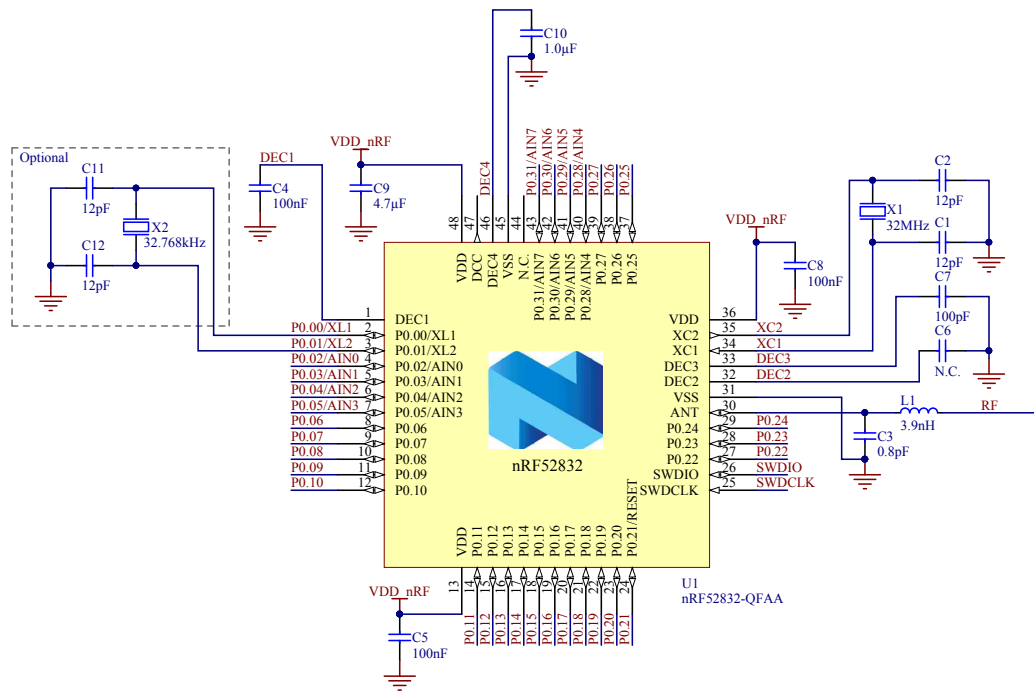 C10
1.0µF
Optional
C11
12pF
X2
32.768kHz
C12
12pF
DEC1
C4
100nF
VDD_nRF
C9
4.7µF
DEC4
P0.31/AIN7
P0.30/AIN6
P0.29/AIN5
P0.28/AIN4
P0.27
P0.26
P0.25
48
47
46
45
44
43
42
41
40
39
38
37
VDD
DCC
DEC4
VSS
N.C.
P0.31/AIN7
P0.30/AIN6
P0.29/AIN5
P0.28/AIN4
P0.27
P0.26
P0.25
VDD_nRF
C8
100nF
C2
12pF
X1
32MHz
C1
12pF
C7
100pF
C6
N.C.
1 DEC1
P0.00/XL1 2 P0.00/XL1
P0.01/XL2 3 P0.01/XL2
P0.02/AIN0 4 P0.02/AIN0
P0.03/AIN1 5 P0.03/AIN1
P0.04/AIN2 6 P0.04/AIN2
P0.05/AIN3 7 P0.05/AIN3
P0.06 8 P0.06
P0.07 9 P0.07
P0.08 10 P0.08
P0.09 11 P0.09
P0.10 12 P0.10
nRF52832
VDD 36
XC2 35 XC2
XC1 34 XC1
DEC3 33 DEC3
DEC2 32 DEC2
VSS 31
ANT 30
P0.24 29 P0.24
P0.23 28 P0.23
P0.22 27 P0.22
SWDIO 26 SWDIO
SWDCLK 25 SWDCLK
L1
3.9nH
RF
C3
0.8pF
VDD
P0.11
P0.12
P0.13
P0.14
P0.15
P0.16
P0.17
P0.18
P0.19
P0.20
P0.21/RESET
13
14
15
16
17
18
19
20
21
22
23
24
P0.11
P0.12
P0.13
P0.14
P0.15
P0.16
P0.17
P0.18
P0.19
P0.20
P0.21
VDD_nRF
C5
100nF
U1
nRF52832-QFAA